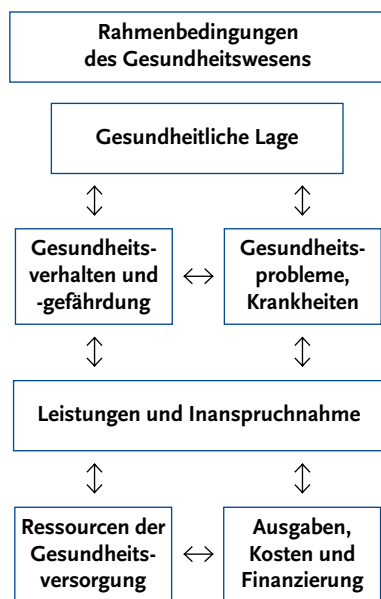 Rahmenbedingungen
des Gesundheitswesens
Gesundheitliche Lage
Gesundheits-
verhalten und
-gefährdung
Gesundheits-
probleme,
Krankheiten
Leistungen und Inanspruchnahme
Ressourcen der
Gesundheits-
versorgung
Ausgaben,
Kosten und
Finanzierung